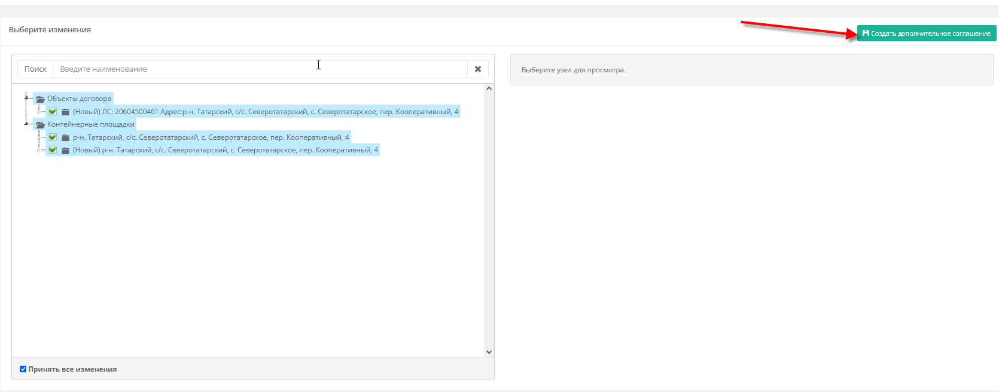 Выберите изменения
Создать дополнительное соглашение
Поиск Введите наименование
Выберите узел для просмотра.
Объекты договора
(Новый) ЛС: 20604500461 Адрес:р-н. Татарский, с/с. Северотатарский, с. Северотатарское, пер. Кооперативный, 4
Контейнерные площадки
р-н. Татарский, с/с. Северотатарский, с. Северотатарское, пер. Кооперативный, 4
(Новый) р-н. Татарский, с/с. Северотатарский, с. Северотатарское, пер. Кооперативный, 4
Принять все изменения